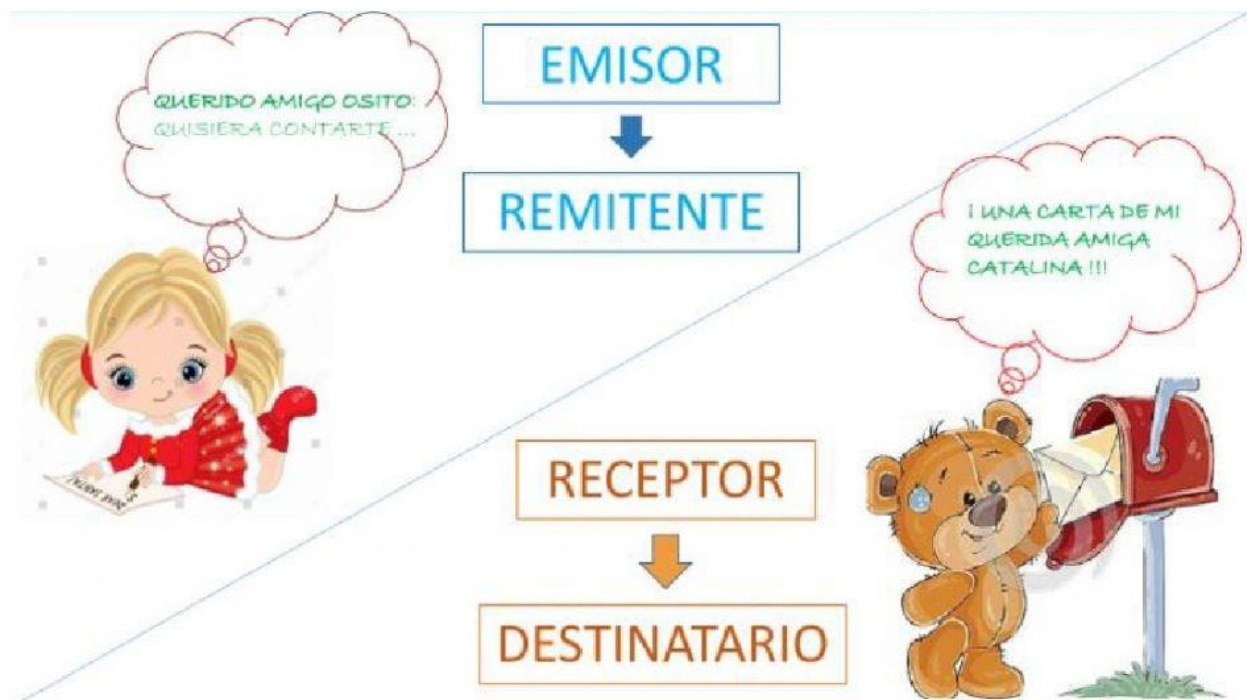 EMISOR
QUERIDO AMIGO OSITO:
QUISIERA CONTARTE ...
REMITENTE
¡ UNA CARTA DE MI
QUERIDA AMIGA
CATALINA !!!
RECEPTOR
DESTINATARIO